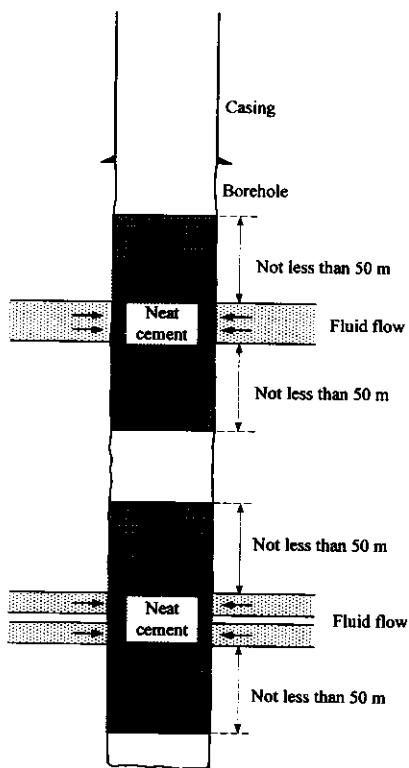 Casing
Borehole
Not less than 50 m
Neat
cement
Fluid flow
Not less than 50 m
Not less than 50 m
Neat
cement
Fluid flow
Not less than 50 m